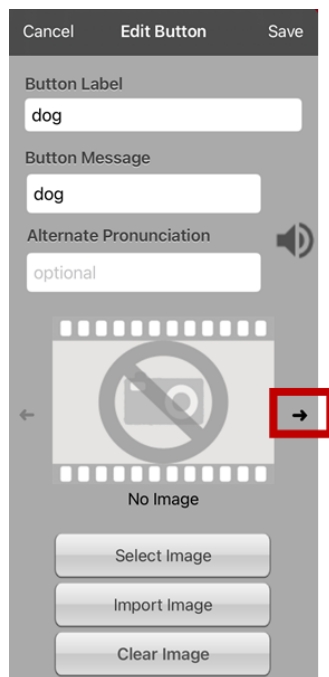 Cancel Edit Button Save
Button Label
dog
Button Message
dog
Alternate Pronunciation
optional
No Image
Select Image
Import Image
Clear Image